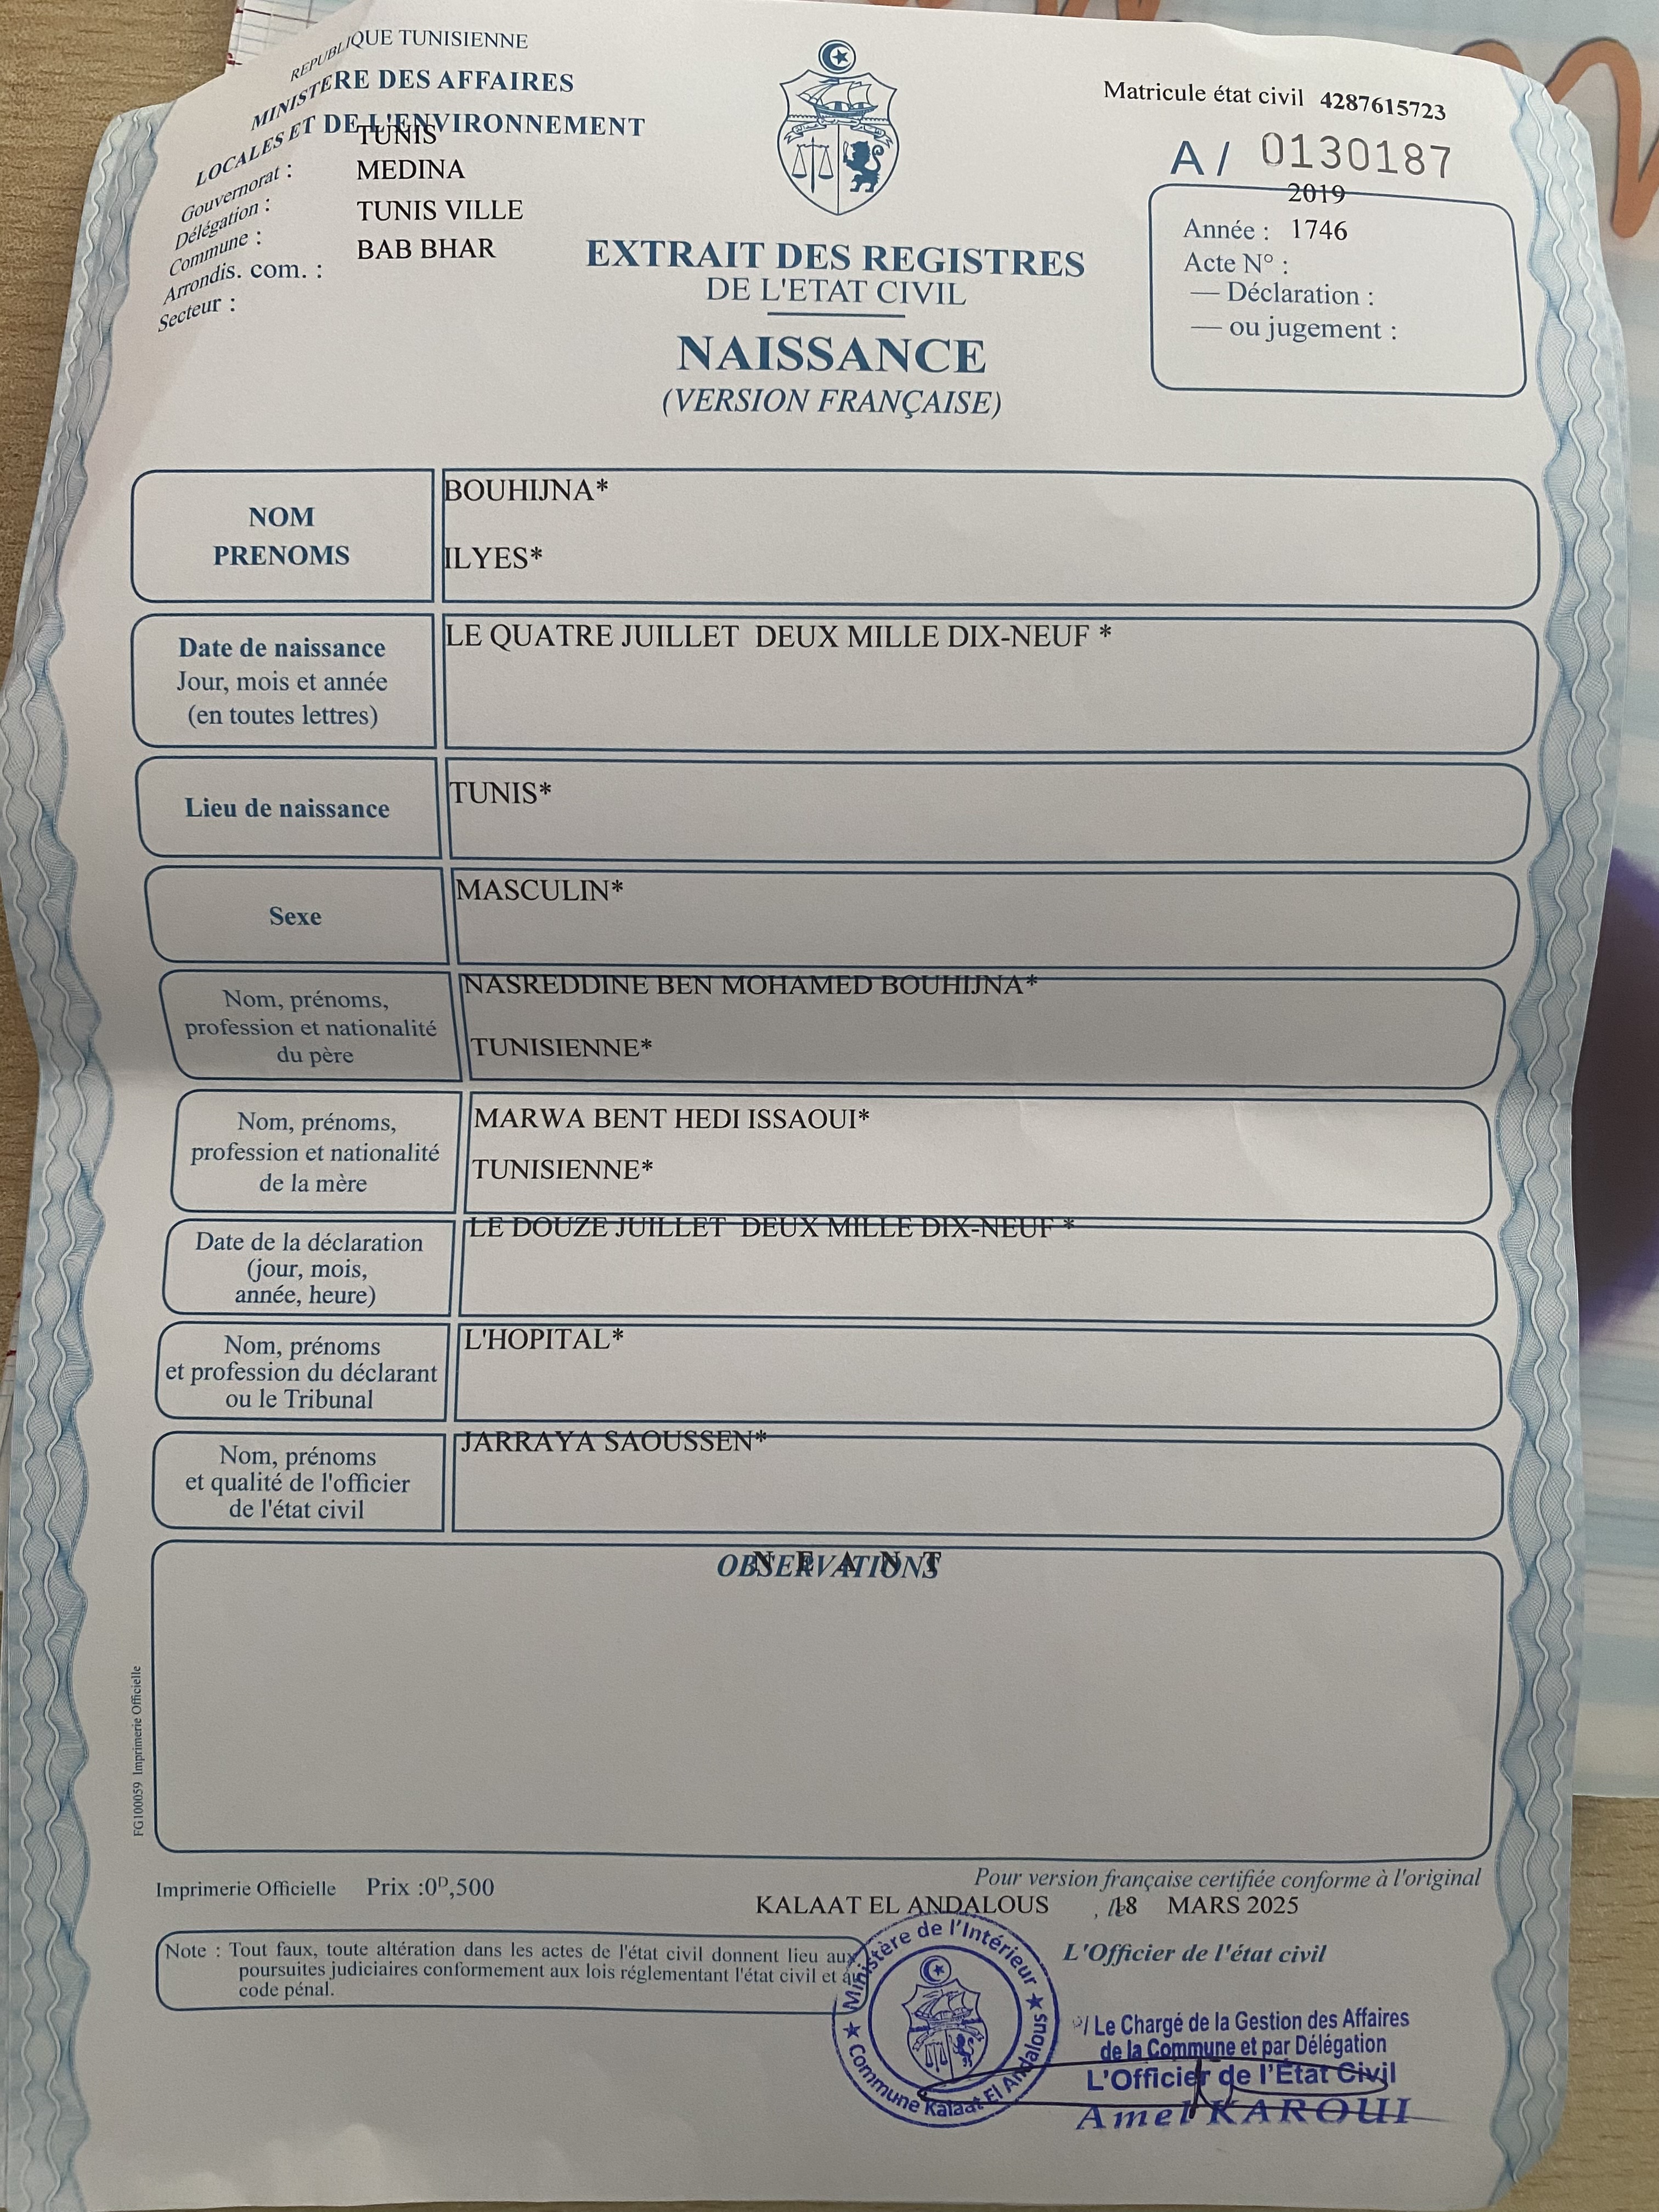 REPUBLIQUE TUNISIENNE
MINISTERE DES AFFAIRES
LOCALES ET DE L'ENVIRONNEMENT
Gouvernorat : TUNIS
Délégation : MEDINA
Commune : TUNIS VILLE
Arrondis. com. : BAB BHAR
Secteur :
Matricule état civil 4287615723
A / 0130187
2019
Année : 1746
Acte N° :
— Déclaration :
— ou jugement :
EXTRAIT DES REGISTRES
DE L'ETAT CIVIL
NAISSANCE
(VERSION FRANÇAISE)
NOM
PRENOMS
BOUHIJNA*
ILYES*
Date de naissance
Jour, mois et année
(en toutes lettres)
LE QUATRE JUILLET DEUX MILLE DIX-NEUF *
Lieu de naissance
TUNIS*
Sexe
MASCULIN*
Nom, prénoms,
profession et nationalité
du père
NASREDDINE BEN MOHAMED BOUHIJNA*
TUNISIENNE*
Nom, prénoms,
profession et nationalité
de la mère
MARWA BENT HEDI ISSAOUI*
TUNISIENNE*
Date de la déclaration
(jour, mois,
année, heure)
LE DOUZE JUILLET DEUX MILLE DIX-NEUF *
Nom, prénoms
et profession du déclarant
ou le Tribunal
L'HOPITAL*
Nom, prénoms
et qualité de l'officier
de l'état civil
JARRAYA SAOUSSEN*
OBSERVATIONS
N E A N T
FG100059 Imprimerie Officielle
Imprimerie Officielle Prix :0ᴰ,500
Pour version française certifiée conforme à l'original
KALAAT EL ANDALOUS , le 18 MARS 2025
Note : Tout faux, toute altération dans les actes de l'état civil donnent lieu aux
poursuites judiciaires conformement aux lois réglementant l'état civil et au
code pénal.
L'Officier de l'état civil
★ Ministère de l'Intérieur ★
Commune Kalaat El Andalous
P/ Le Chargé de la Gestion des Affaires
de la Commune et par Délégation
L'Officier de l'État Civil
Amel KAROUI